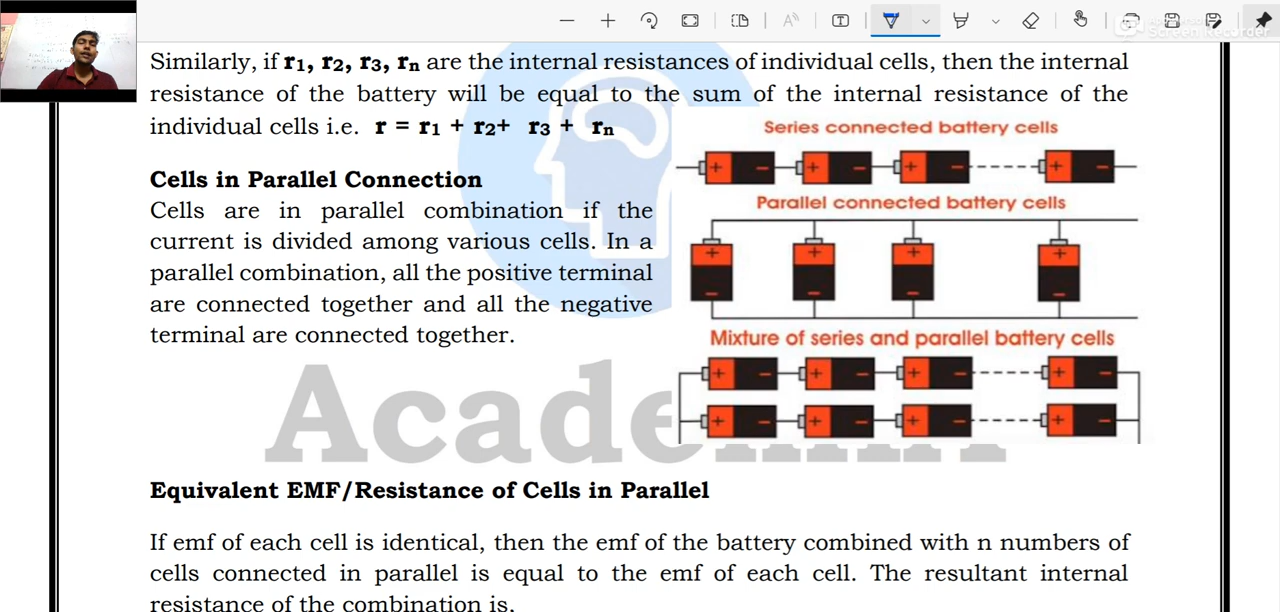 Similarly, if r1, r2, r3, rn are the internal resistances of individual cells, then the internal
resistance of the battery will be equal to the sum of the internal resistance of the
individual cells i.e. r = r1 + r2+ r3 + rn
Series connected battery cells
+ - + - + - + -
Cells in Parallel Connection
Cells are in parallel combination if the
current is divided among various cells. In a
parallel combination, all the positive terminal
are connected together and all the negative
terminal are connected together.
Parallel connected battery cells
+ + + +
- - - -
Mixture of series and parallel battery cells
+ - + - + - + -
+ - + - + - + -
Equivalent EMF/Resistance of Cells in Parallel
If emf of each cell is identical, then the emf of the battery combined with n numbers of
cells connected in parallel is equal to the emf of each cell. The resultant internal
resistance of the combination is,
Screen Recorder